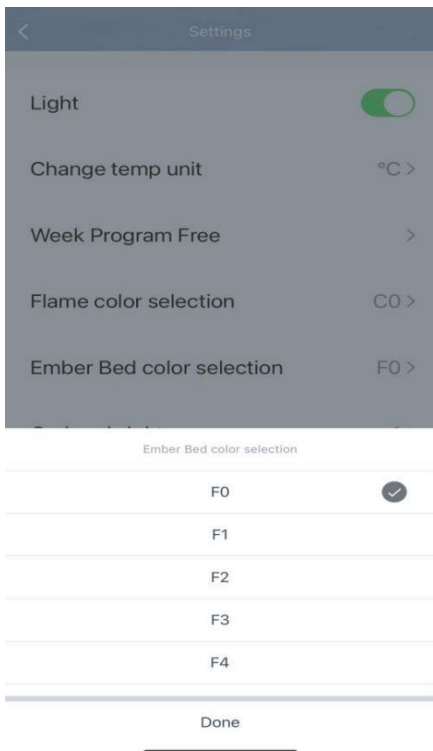 Settings
Light
Change temp unit °C >
Week Program Free >
Flame color selection C0 >
Ember Bed color selection F0 >
Ember Bed color selection
F0
F1
F2
F3
F4
Done